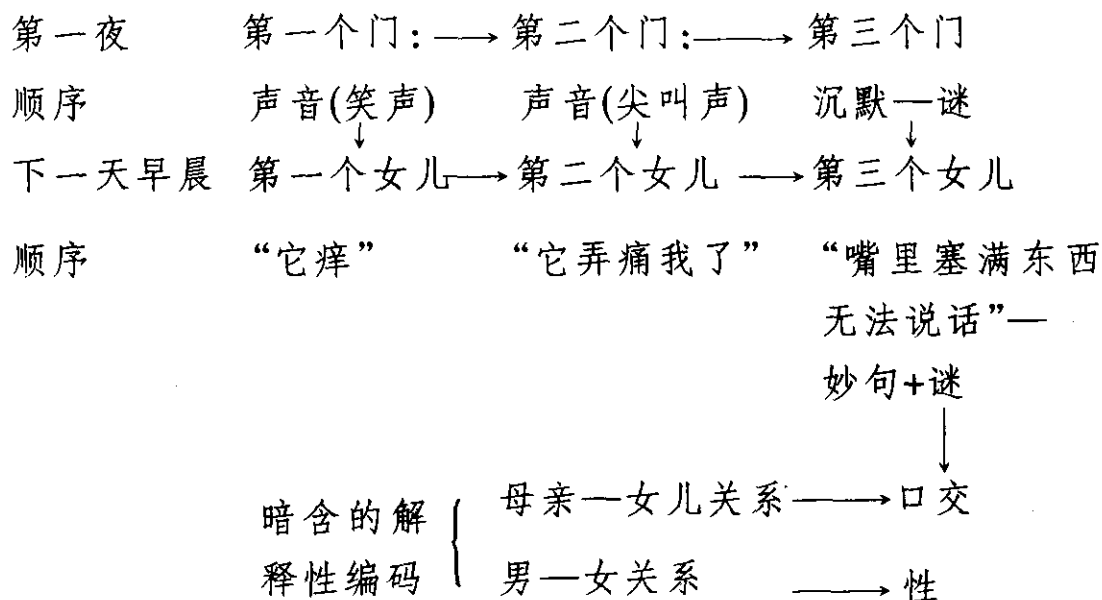 第一夜 第一个门：→第二个门：→第三个门
顺序 声音(笑声) 声音(尖叫声) 沉默—谜
下一天早晨 第一个女儿→第二个女儿→第三个女儿
顺序 “它痒” “它弄痛我了” “嘴里塞满东西
无法说话”—
妙句+谜
母亲—女儿关系→口交
暗含的解
释性编码 男—女关系 →性